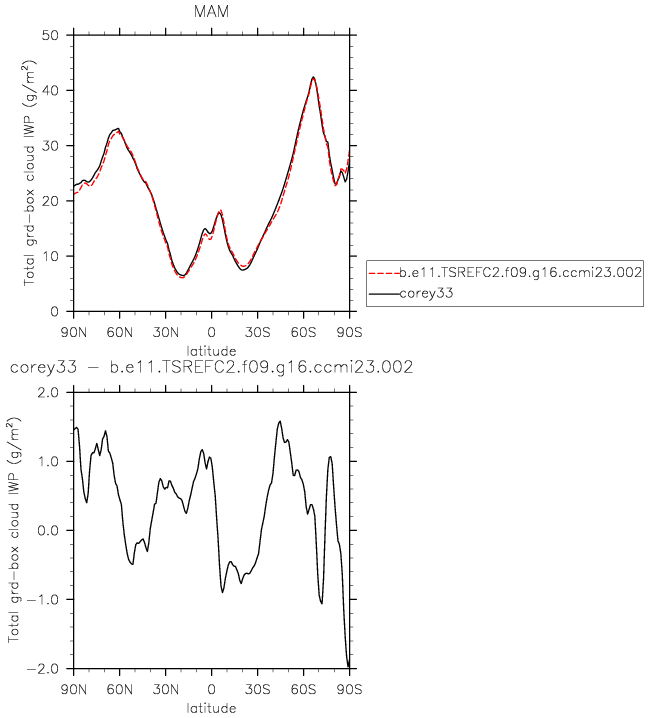 MAM
Total grd-box cloud IWP (g/m²)
50
40
30
20
10
0
90N 60N 30N 0 30S 60S 90S
latitude
b.e11.TSREFC2.f09.g16.ccmi23.002
corey33
corey33 − b.e11.TSREFC2.f09.g16.ccmi23.002
Total grd-box cloud IWP (g/m²)
2.0
1.0
0.0
−1.0
−2.0
90N 60N 30N 0 30S 60S 90S
latitude